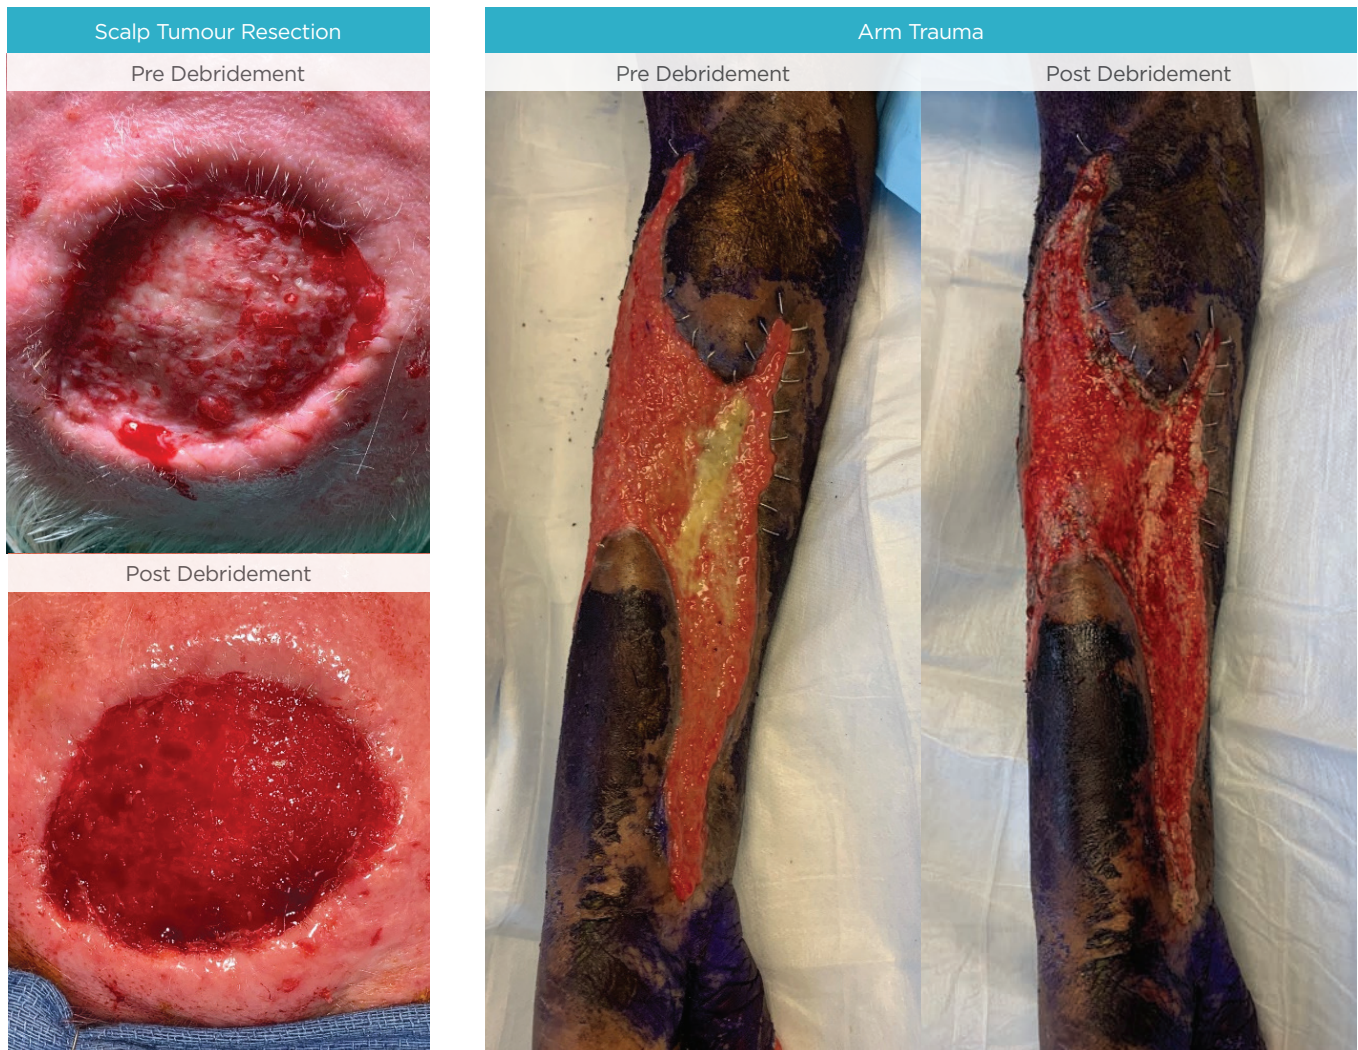 Scalp Tumour Resection
Pre Debridement
Post Debridement
Arm Trauma
Pre Debridement
Post Debridement